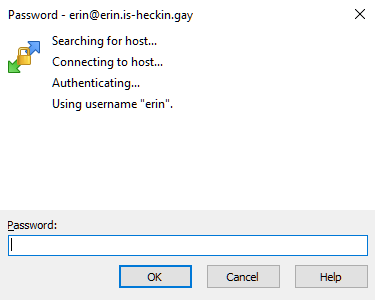 Password - erin@erin.is-heckin.gay
Searching for host...
Connecting to host...
Authenticating...
Using username "erin".
Password:
OK Cancel Help